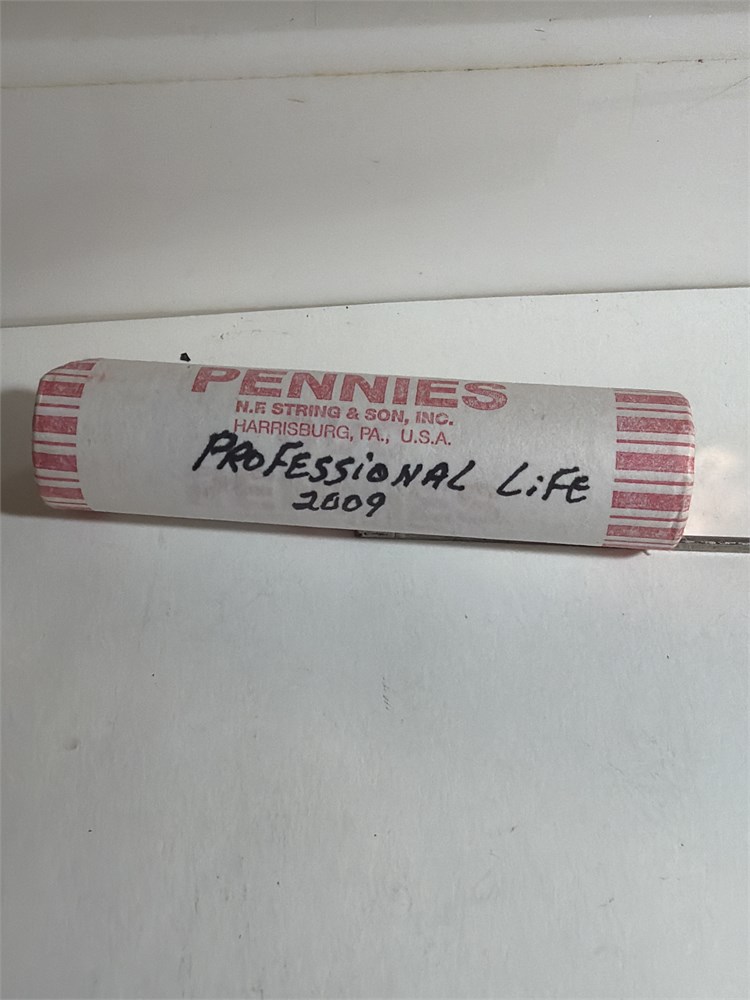 PENNIES
N.F. STRING & SON, INC.
HARRISBURG, PA., U.S.A.
PROFESSIONAL LiFE
2009